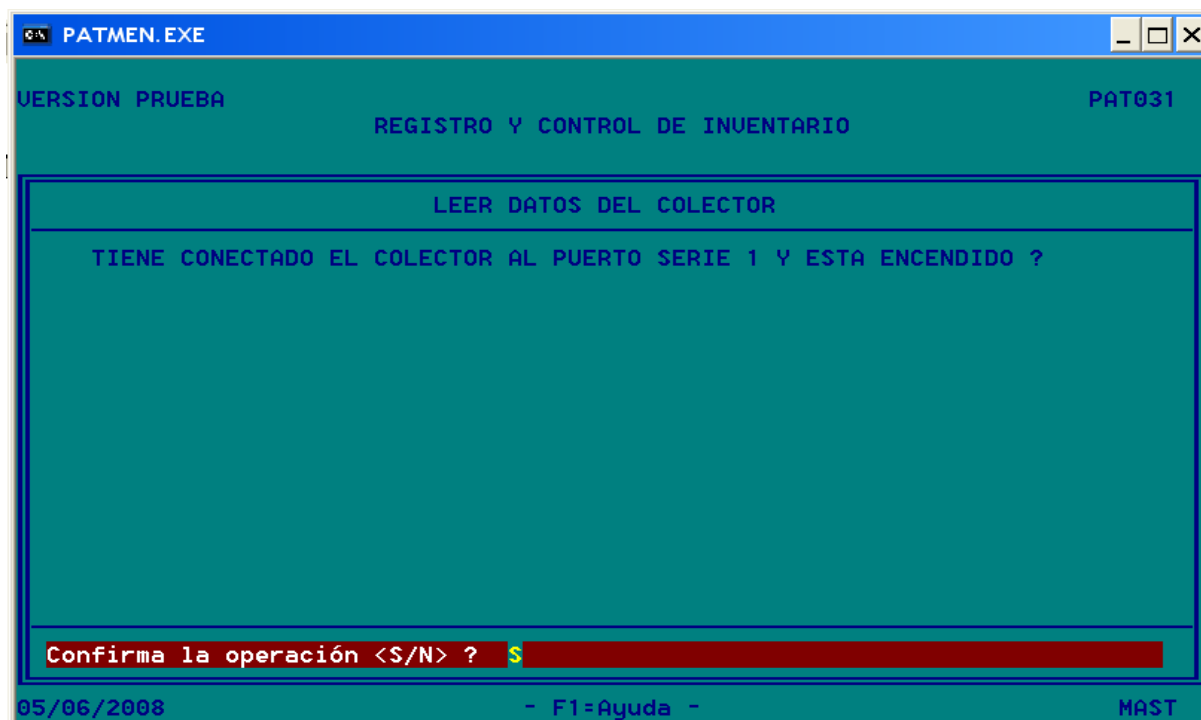 PATMEN.EXE
VERSION PRUEBA PAT031
REGISTRO Y CONTROL DE INVENTARIO
LEER DATOS DEL COLECTOR
TIENE CONECTADO EL COLECTOR AL PUERTO SERIE 1 Y ESTA ENCENDIDO ?
Confirma la operación <S/N> ? S
05/06/2008 - F1=Ayuda - MAST